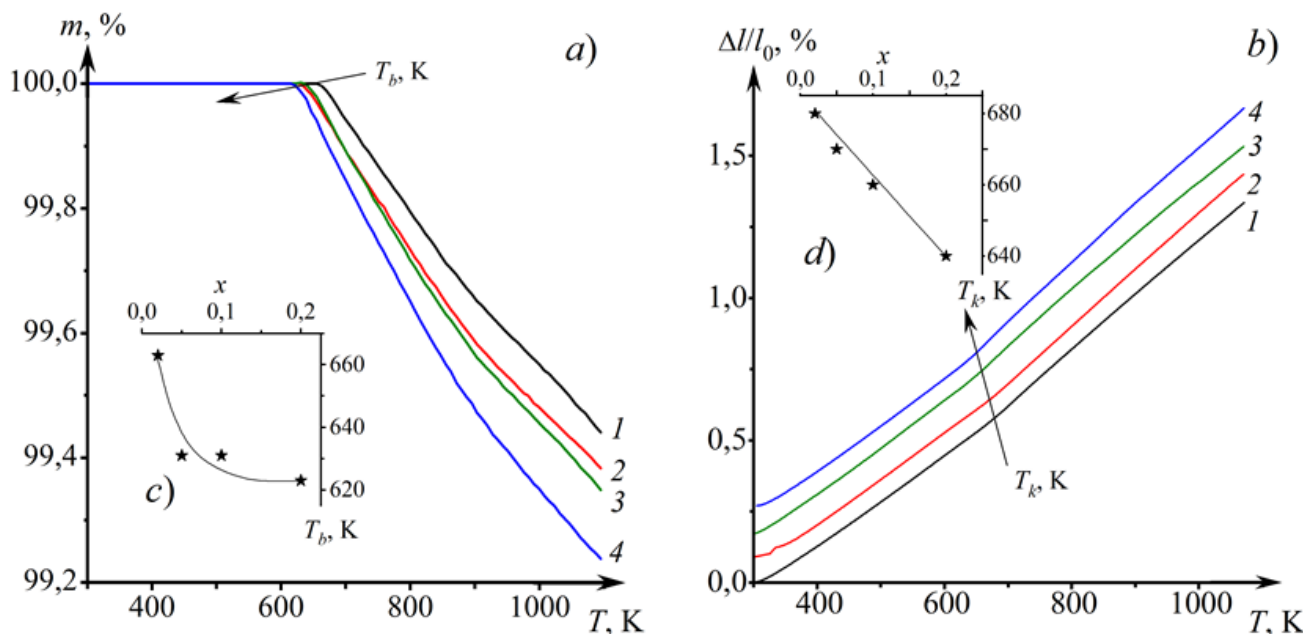 m, %
a)
100,0
T_b, K
99,8
99,6
99,4
99,2
x
0,0 0,1 0,2
660
640
620
c)
T_b, K
1
2
3
4
400 600 800 1000 T, K
Δl/l_0, %
b)
x
0,0 0,1 0,2
680
660
640
d)
T_k, K
1,5
1,0
0,5
0,0
4
3
2
1
T_k, K
400 600 800 1000 T, K